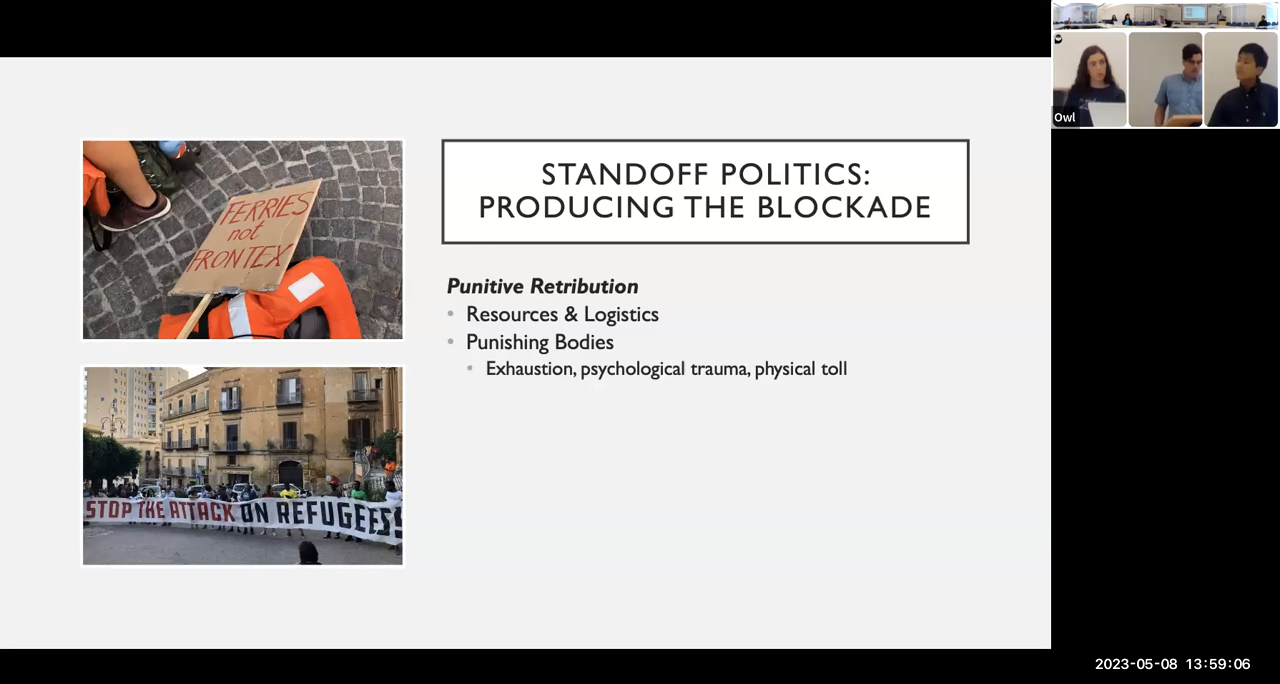 STANDOFF POLITICS:
PRODUCING THE BLOCKADE
Punitive Retribution
• Resources & Logistics
• Punishing Bodies
• Exhaustion, psychological trauma, physical toll
FERRIES
not
FRONTEX
STOP THE ATTACK ON REFUGEES!
Owl
2023-05-08 13:59:06